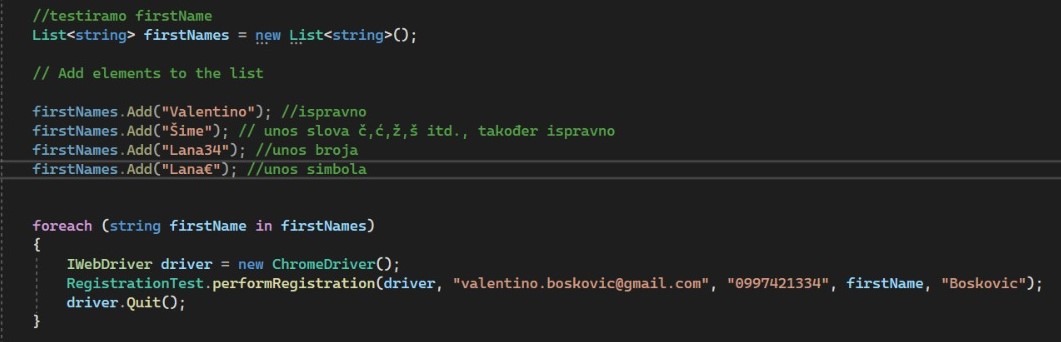 //testiramo firstName
List<string> firstNames = new List<string>();
// Add elements to the list
firstNames.Add("Valentino"); //ispravno
firstNames.Add("Šime"); // unos slova č,ć,ž,š itd., također ispravno
firstNames.Add("Lana34"); //unos broja
firstNames.Add("Lana€"); //unos simbola
foreach (string firstName in firstNames)
{
    IWebDriver driver = new ChromeDriver();
    RegistrationTest.performRegistration(driver, "valentino.boskovic@gmail.com", "0997421334", firstName, "Boskovic");
    driver.Quit();
}